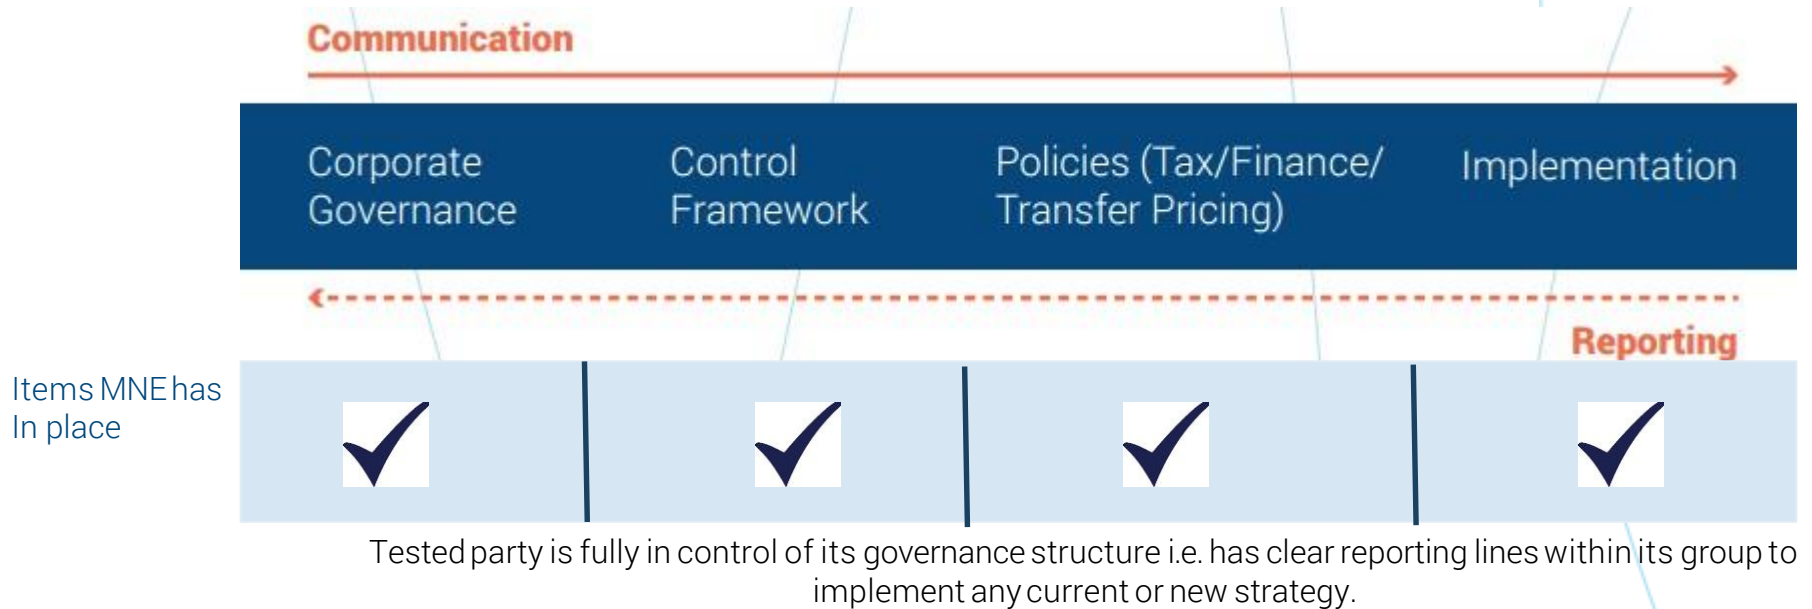 Communication
Corporate
Governance
Control
Framework
Policies (Tax/Finance/
Transfer Pricing)
Implementation
Reporting
Items MNE has
In place
Tested party is fully in control of its governance structure i.e. has clear reporting lines within its group to
implement any current or new strategy.